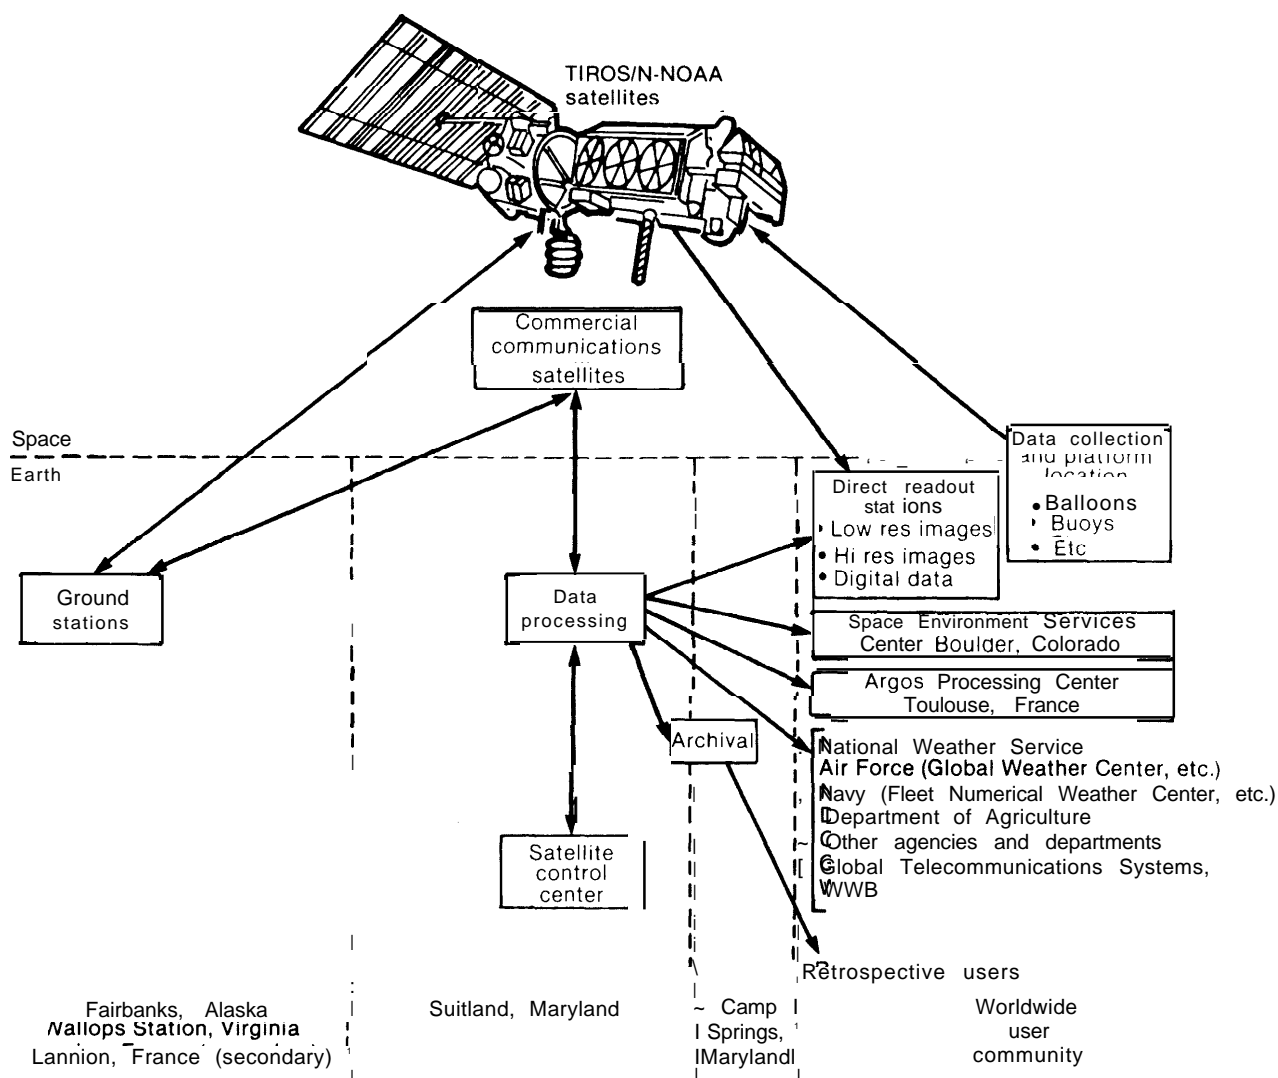 TIROS/N-NOAA
satellites
Commercial
communications
satellites
Space
Earth
Data collection
and platform
location
• Balloons
Buoys
• Etc
Direct readout
stations
Low res images
• Hi res images
• Digital data
Ground
stations
Data
processing
Space Environment Services
Center Boulder, Colorado
Argos Processing Center
Toulouse, France
Archival
National Weather Service
Air Force (Global Weather Center, etc.)
Navy (Fleet Numerical Weather Center, etc.)
Department of Agriculture
Other agencies and departments
Global Telecommunications Systems,
WWB
Satellite
control
center
Retrospective users
Fairbanks, Alaska
Wallops Station, Virginia
Lannion, France (secondary)
Suitland, Maryland
Camp
Springs,
Maryland
Worldwide
user
community